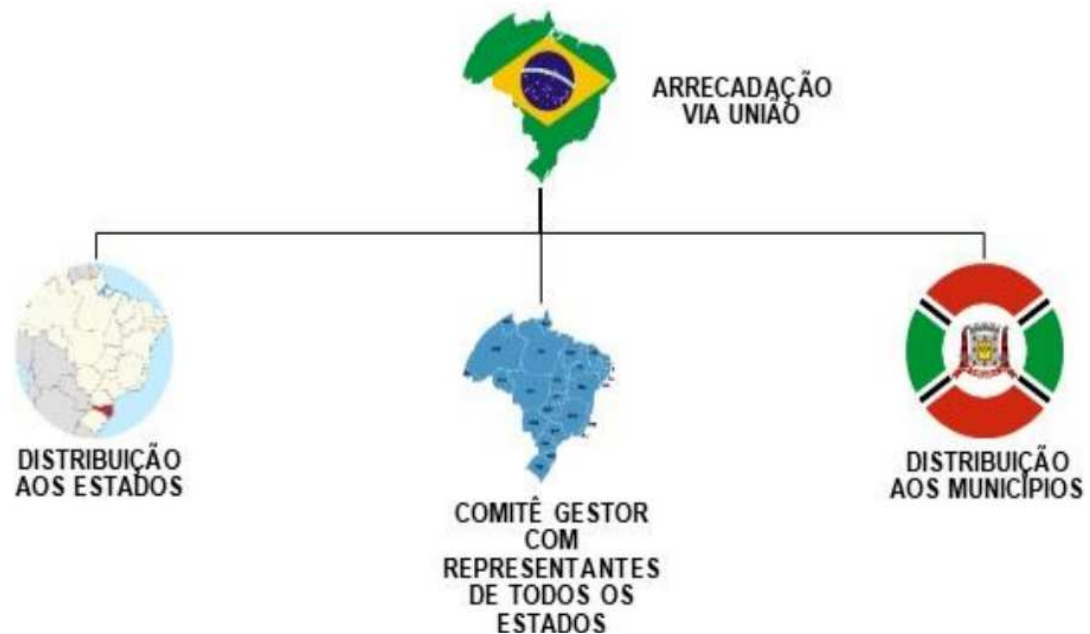 ARRECADAÇÃO
VIA UNIÃO
DISTRIBUIÇÃO
AOS ESTADOS
COMITÊ GESTOR
COM
REPRESENTANTES
DE TODOS OS
ESTADOS
DISTRIBUIÇÃO
AOS MUNICÍPIOS